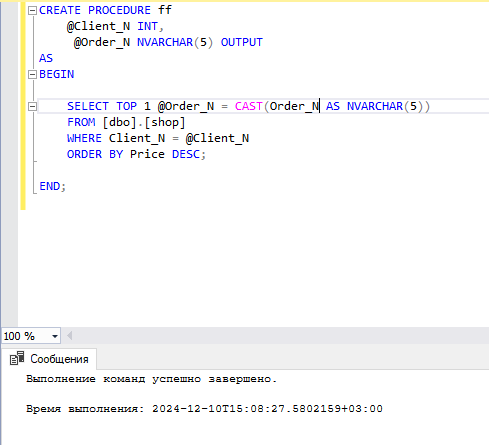 CREATE PROCEDURE ff
@Client_N INT,
@Order_N NVARCHAR(5) OUTPUT
AS
BEGIN
SELECT TOP 1 @Order_N = CAST(Order_N AS NVARCHAR(5))
FROM [dbo].[shop]
WHERE Client_N = @Client_N
ORDER BY Price DESC;
END;
100 %
Сообщения
Выполнение команд успешно завершено.
Время выполнения: 2024-12-10T15:08:27.5802159+03:00